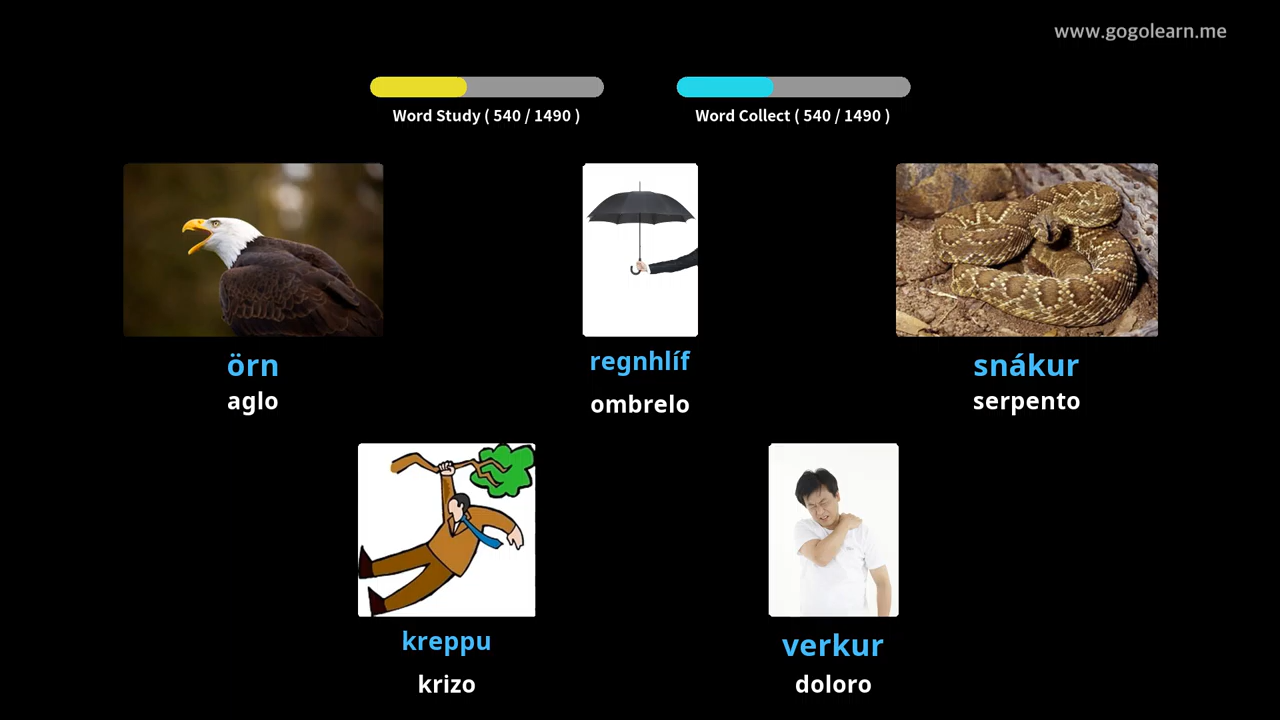 www.gogolearn.me
Word Study ( 540 / 1490 )
Word Collect ( 540 / 1490 )
örn
aglo
regnhlíf
ombrelo
snákur
serpento
kreppu
krizo
verkur
doloro